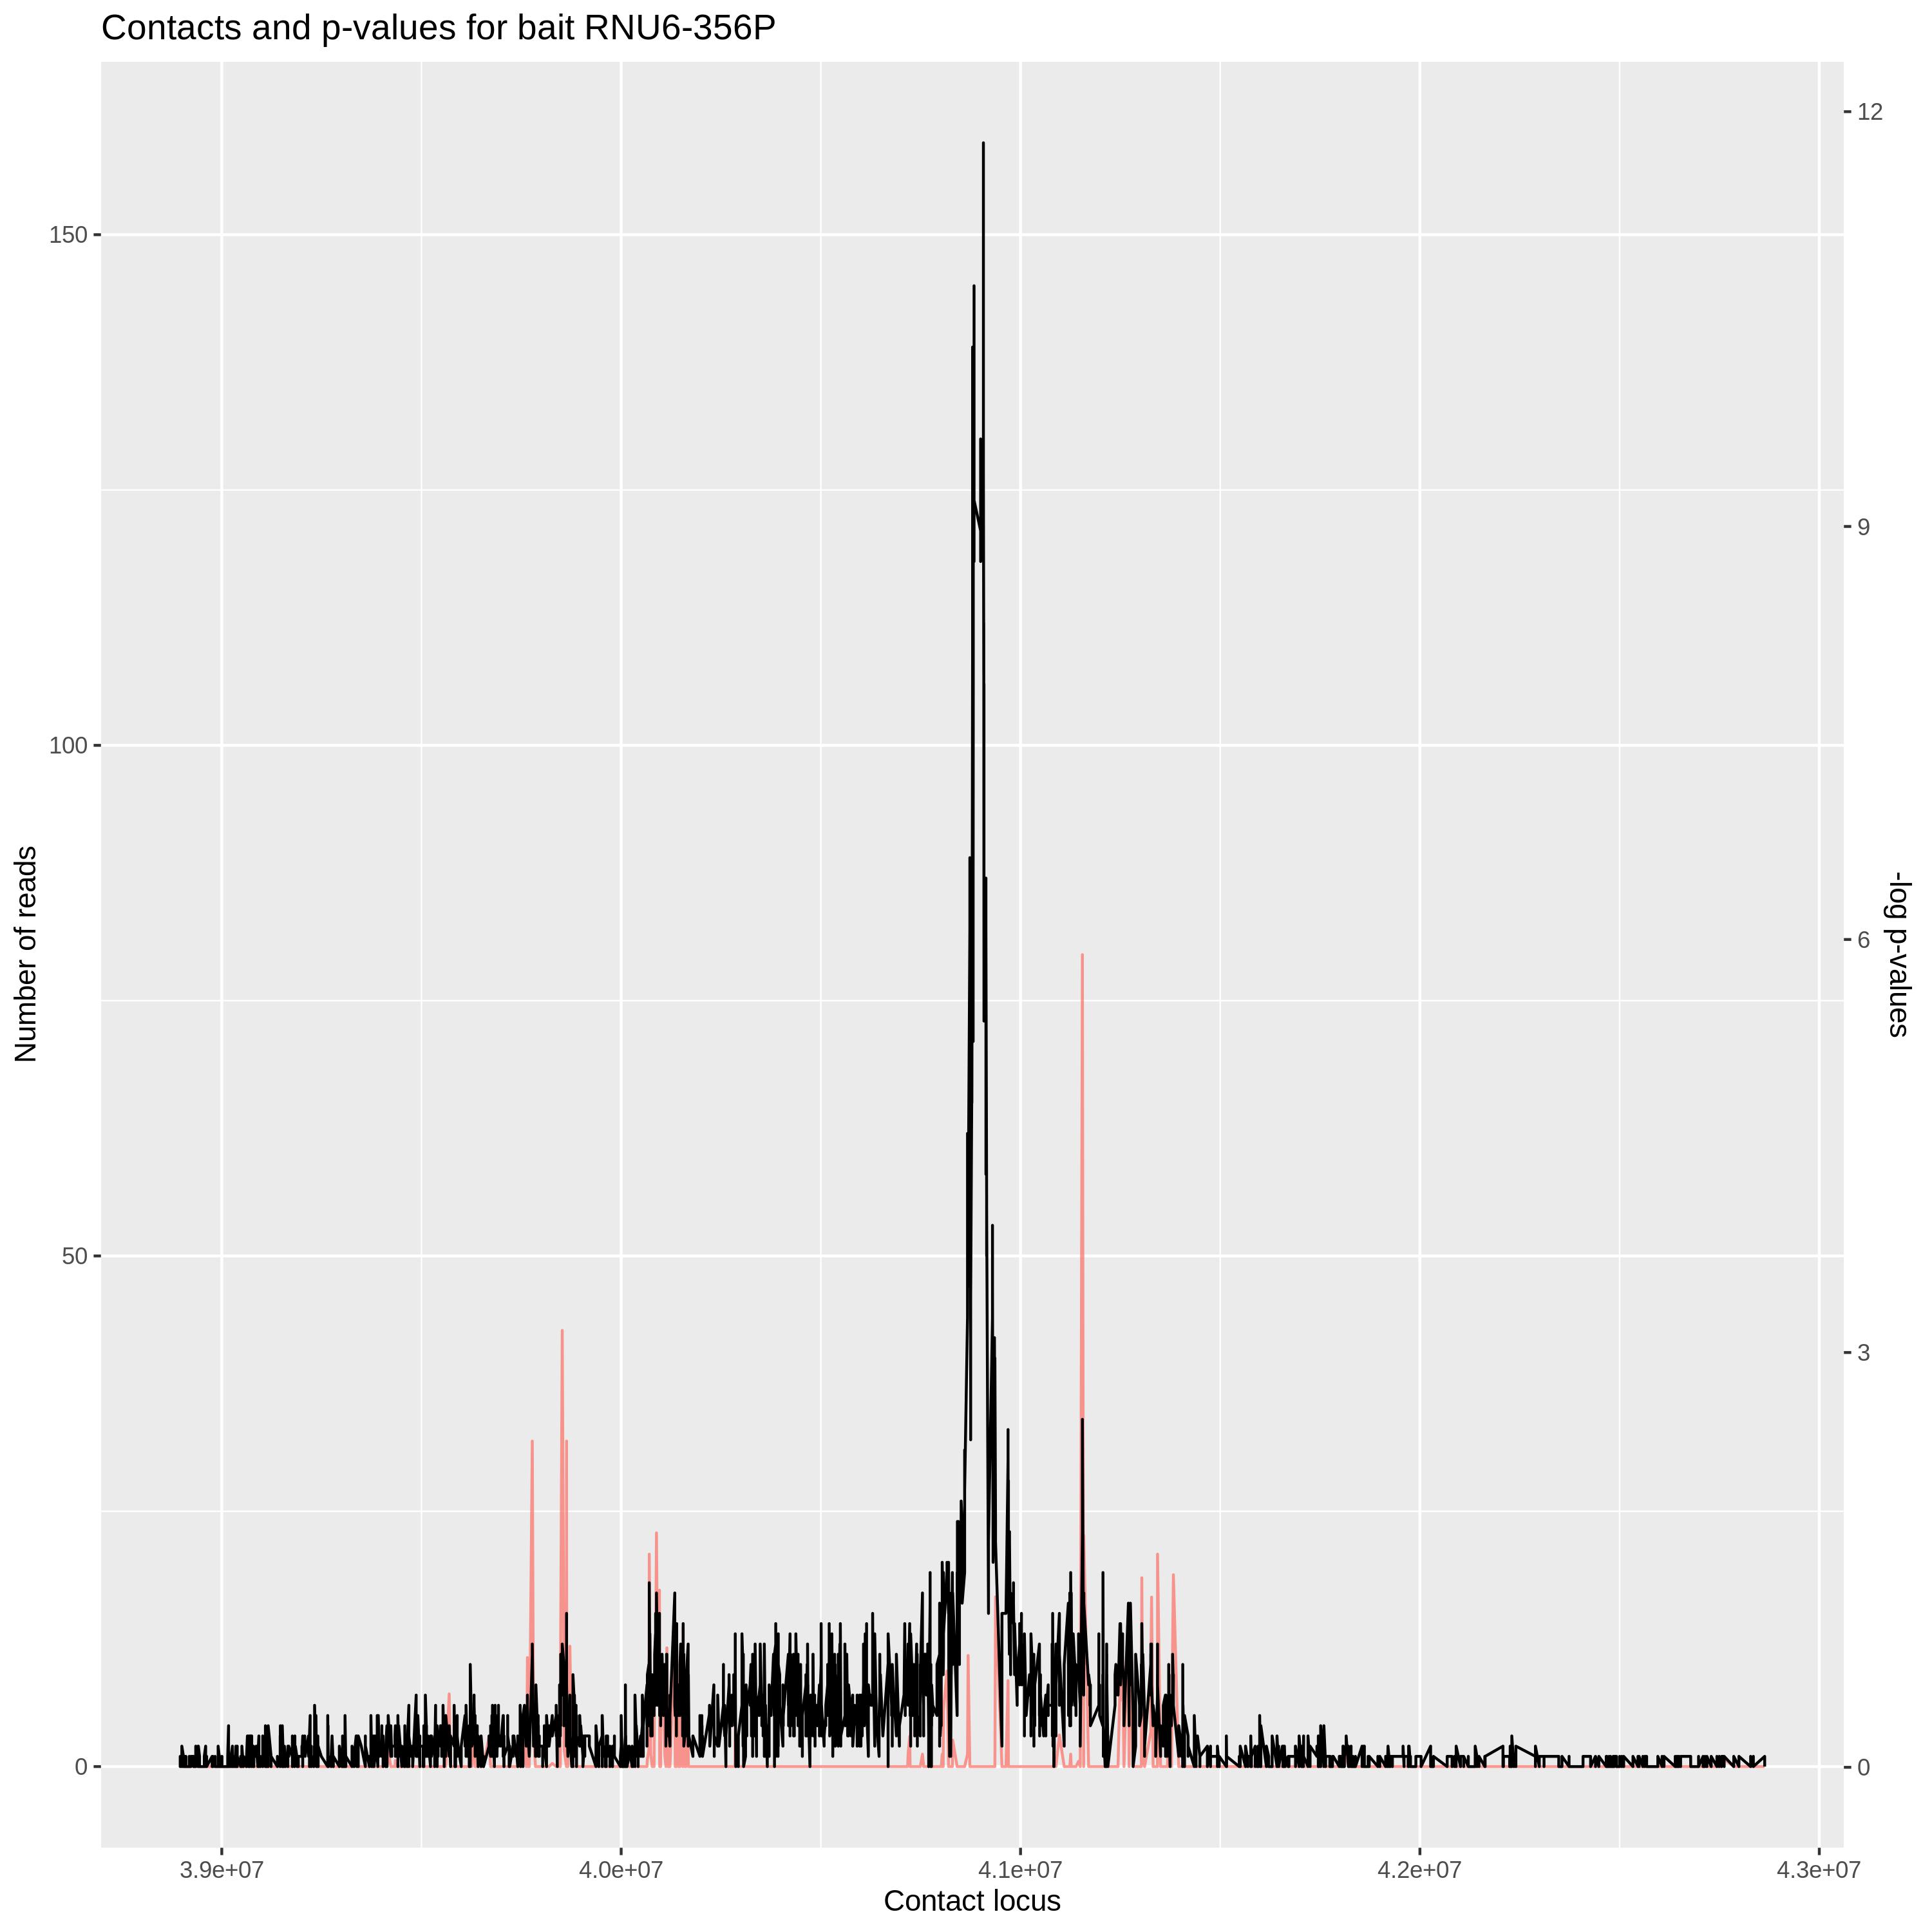 Contacts and p-values for bait RNU6-356P
150
100
50
0
Number of reads
12
9
6
3
0
-log p-values
3.9e+07
4.0e+07
4.1e+07
4.2e+07
4.3e+07
Contact locus